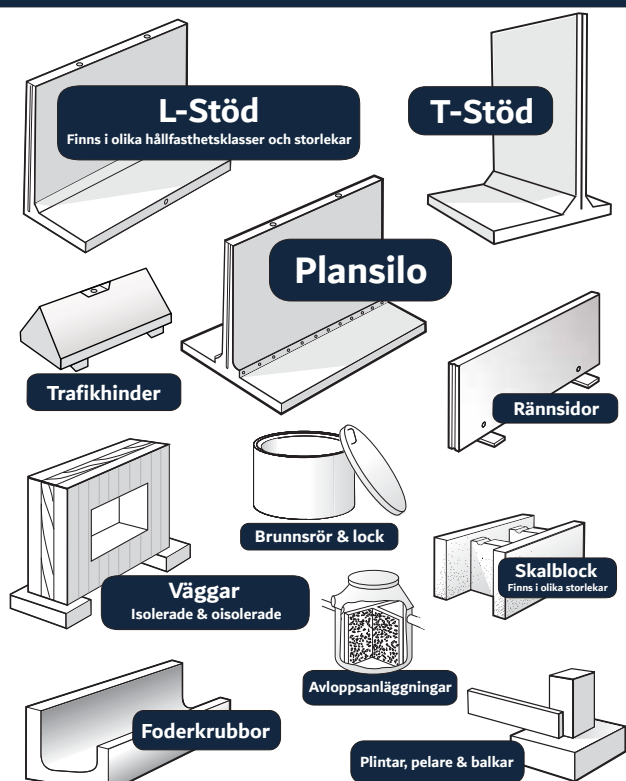 L-Stöd
Finns i olika hållfasthetsklasser och storlekar
T-Stöd
Plansilo
Trafikhinder
Rännsidor
Brunnsrör & lock
Väggar
Isolerade & oisolerade
Skalblock
Finns i olika storlekar
Avloppsanläggningar
Foderkrubbor
Plintar, pelare & balkar